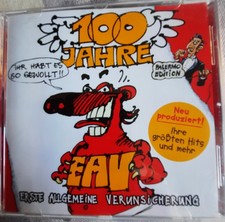 100
JAHRE
IHR HABT ES
SO GEWOLLT!!
PALERMO
EDITION
Neu
produziert!
Ihre
größten Hits
und mehr
EAV
ERSTE ALLGEMEINE VERUNSICHERUNG